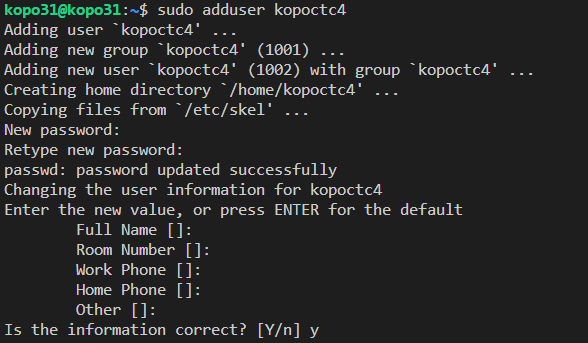 kopo31@kopo31:~$ sudo adduser kopoctc4
Adding user `kopoctc4' ...
Adding new group `kopoctc4' (1001) ...
Adding new user `kopoctc4' (1002) with group `kopoctc4' ...
Creating home directory `/home/kopoctc4' ...
Copying files from `/etc/skel' ...
New password:
Retype new password:
passwd: password updated successfully
Changing the user information for kopoctc4
Enter the new value, or press ENTER for the default
        Full Name []:
        Room Number []:
        Work Phone []:
        Home Phone []:
        Other []:
Is the information correct? [Y/n] y